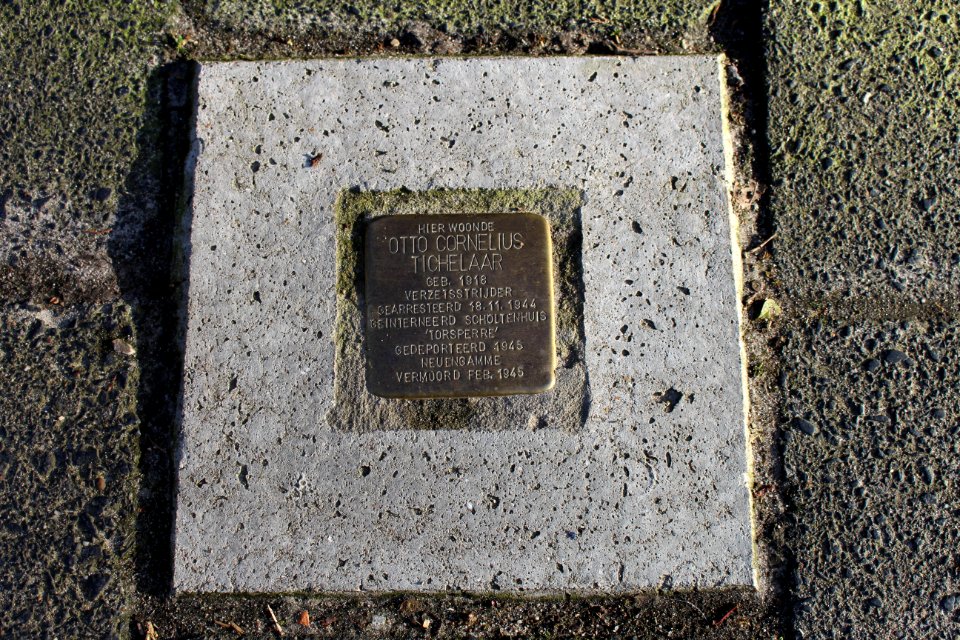 HIER WOONDE
OTTO CORNELIUS
TICHELAAR
GEB. 1918
VERZETSSTRIJDER
GEARRESTEERD 18.11.1944
GEÏNTERNEERD SCHOLTENHUIS
'TORSPERRE'
GEDEPORTEERD 1945
NEUENGAMME
VERMOORD FEB. 1945